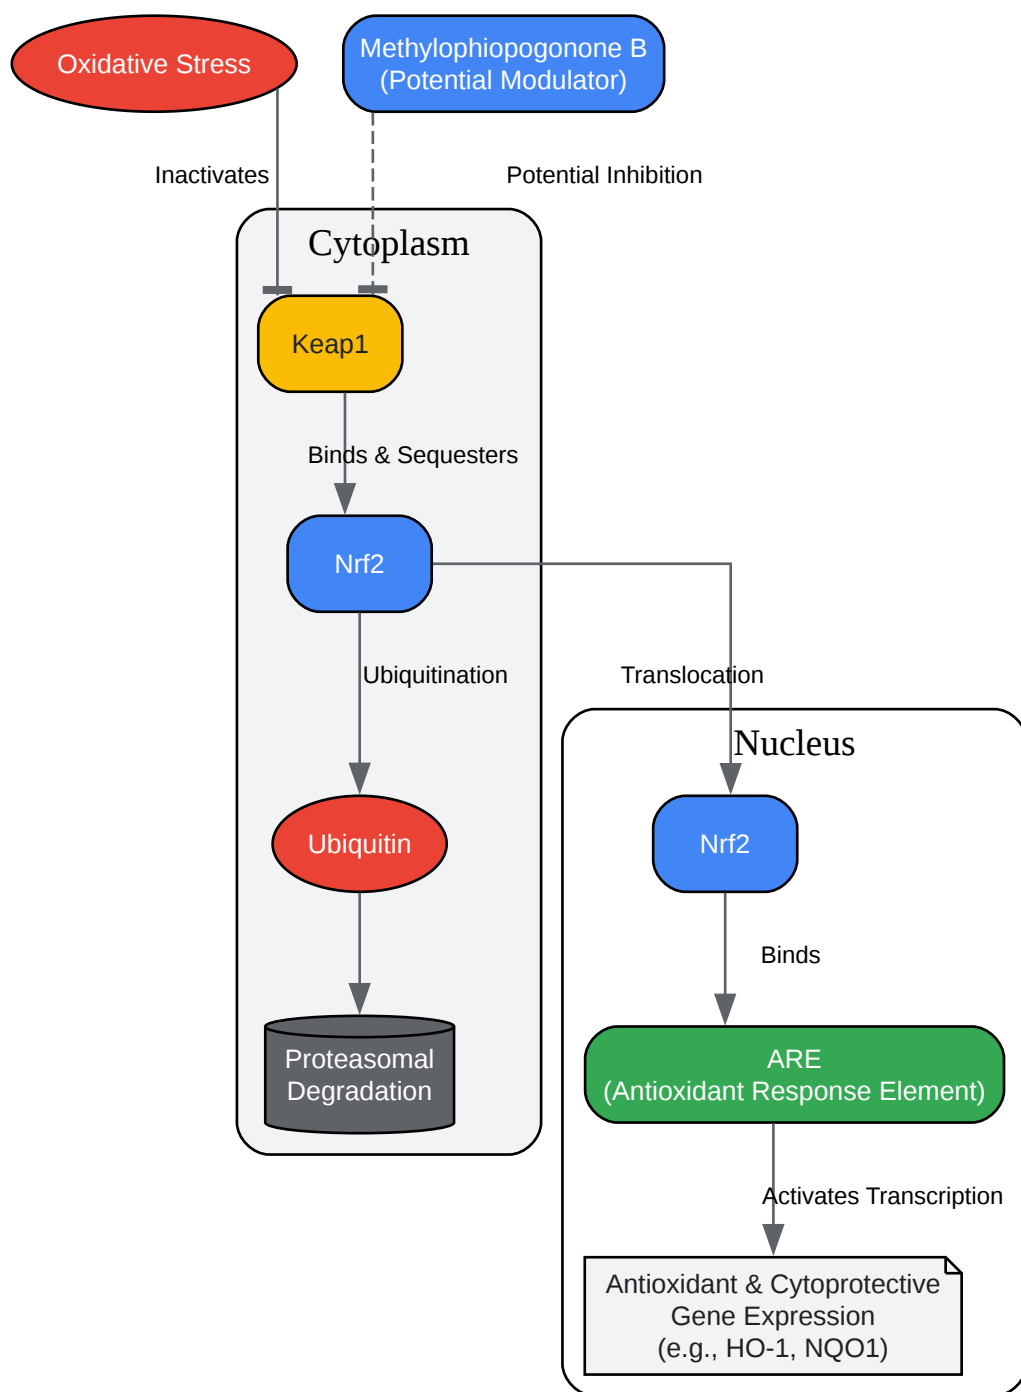 Oxidative Stress
Methylophiopogonone B
(Potential Modulator)
Inactivates
Potential Inhibition
Cytoplasm
Keap1
Binds & Sequesters
Nrf2
Ubiquitination
Translocation
Nucleus
Ubiquitin
Nrf2
Binds
Proteasomal
Degradation
ARE
(Antioxidant Response Element)
Activates Transcription
Antioxidant & Cytoprotective
Gene Expression
(e.g., HO-1, NQO1)